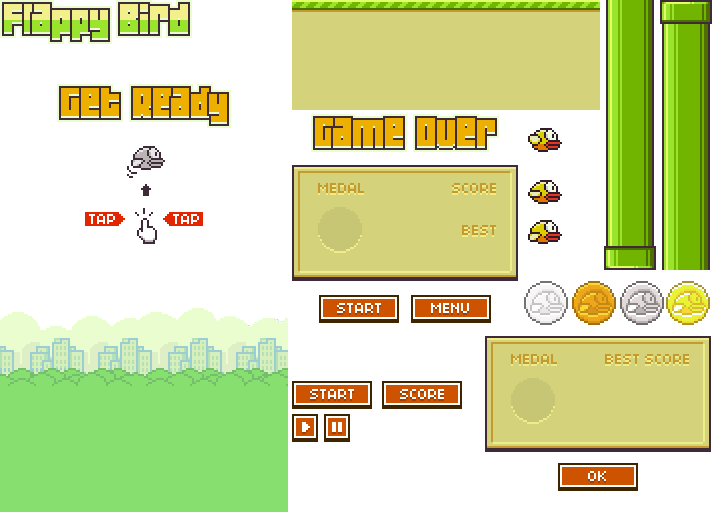 Flappy Bird
Get Ready
TAP TAP
Game Over
MEDAL SCORE
BEST
START MENU
START SCORE
MEDAL BEST SCORE
OK